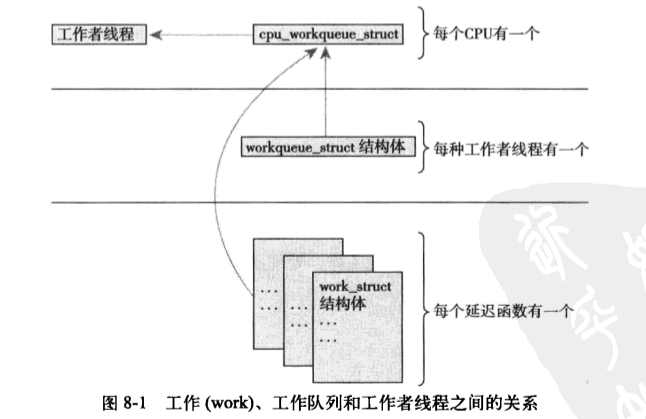 工作者线程
cpu_workqueue_struct
每个CPU有一个
workqueue_struct 结构体
每种工作者线程有一个
work_struct
结构体
...
...
...
...
...
...
每个延迟函数有一个
图 8-1 工作 (work)、工作队列和工作者线程之间的关系